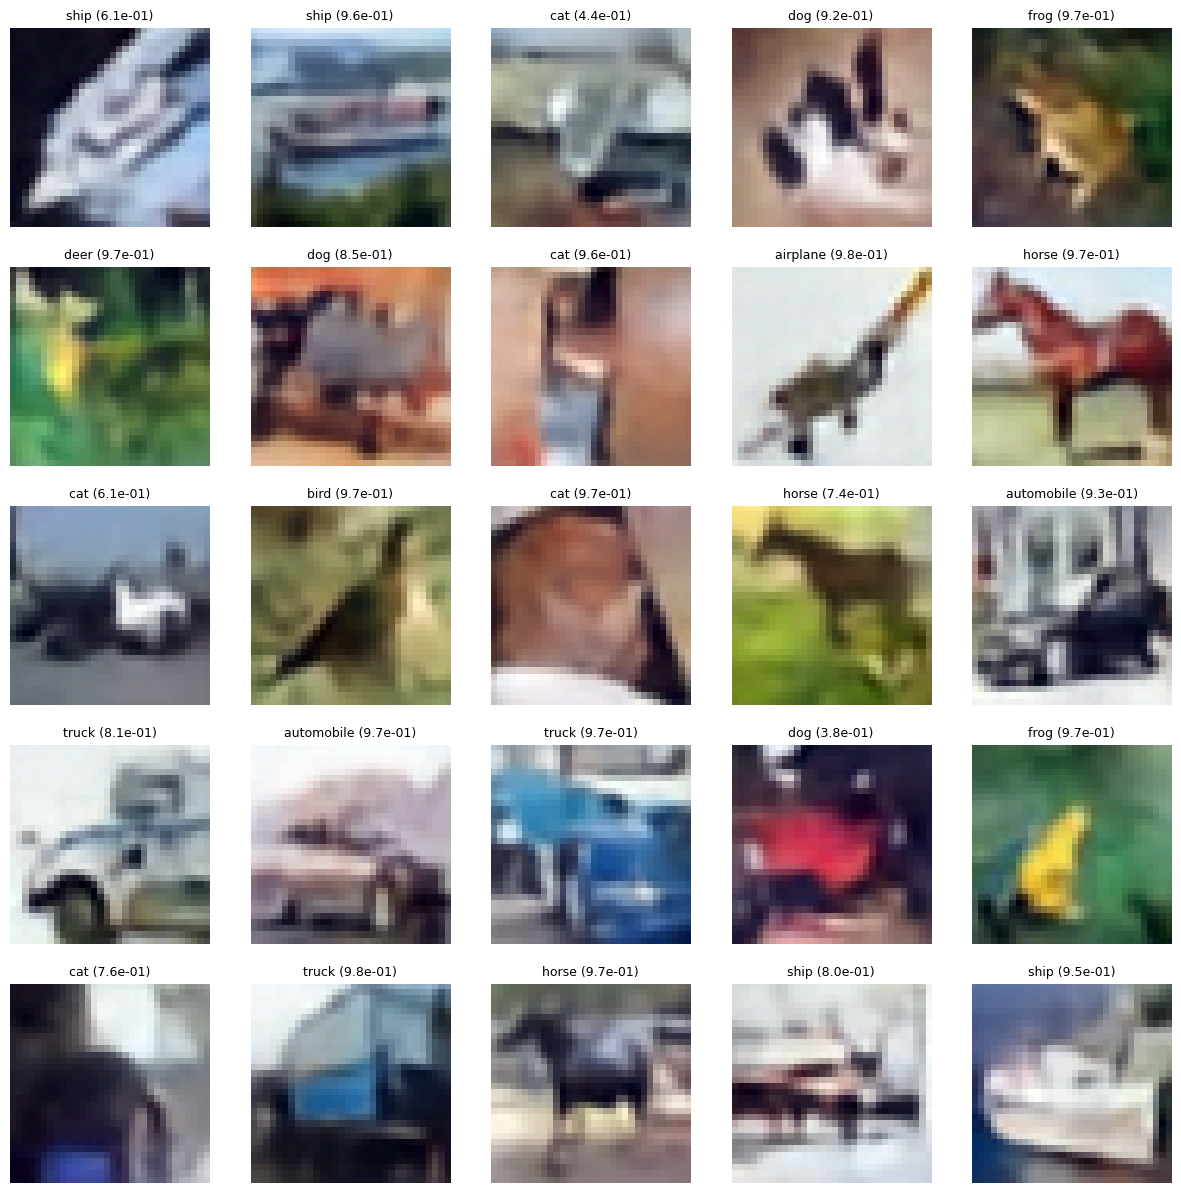 ship (6.1e-01)
ship (9.6e-01)
cat (4.4e-01)
dog (9.2e-01)
frog (9.7e-01)
deer (9.7e-01)
dog (8.5e-01)
cat (9.6e-01)
airplane (9.8e-01)
horse (9.7e-01)
cat (6.1e-01)
bird (9.7e-01)
cat (9.7e-01)
horse (7.4e-01)
automobile (9.3e-01)
truck (8.1e-01)
automobile (9.7e-01)
truck (9.7e-01)
dog (3.8e-01)
frog (9.7e-01)
cat (7.6e-01)
truck (9.8e-01)
horse (9.7e-01)
ship (8.0e-01)
ship (9.5e-01)